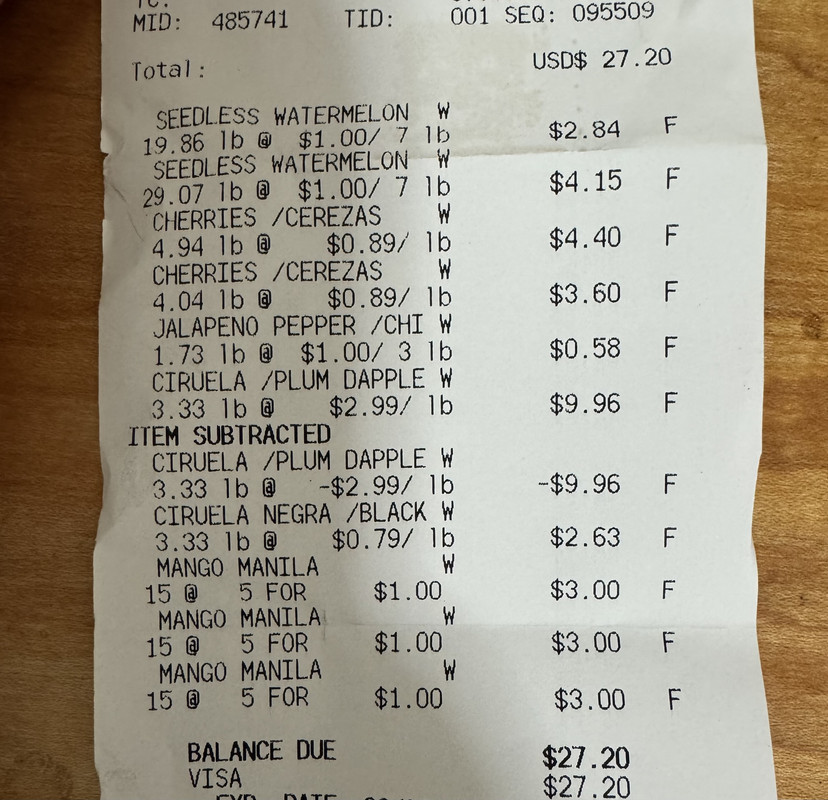 MID: 485741 TID: 001 SEQ: 095509
Total: USD$ 27.20
SEEDLESS WATERMELON W
19.86 lb @ $1.00/ 7 lb $2.84 F
SEEDLESS WATERMELON W
29.07 lb @ $1.00/ 7 lb $4.15 F
CHERRIES /CEREZAS W
4.94 lb @ $0.89/ lb $4.40 F
CHERRIES /CEREZAS W
4.04 lb @ $0.89/ lb $3.60 F
JALAPENO PEPPER /CHI W
1.73 lb @ $1.00/ 3 lb $0.58 F
CIRUELA /PLUM DAPPLE W
3.33 lb @ $2.99/ lb $9.96 F
ITEM SUBTRACTED
CIRUELA /PLUM DAPPLE W
3.33 lb @ -$2.99/ lb -$9.96 F
CIRUELA NEGRA /BLACK W
3.33 lb @ $0.79/ lb $2.63 F
MANGO MANILA W
15 @ 5 FOR $1.00 $3.00 F
MANGO MANILA W
15 @ 5 FOR $1.00 $3.00 F
MANGO MANILA W
15 @ 5 FOR $1.00 $3.00 F
BALANCE DUE $27.20
VISA $27.20
EXP. DATE